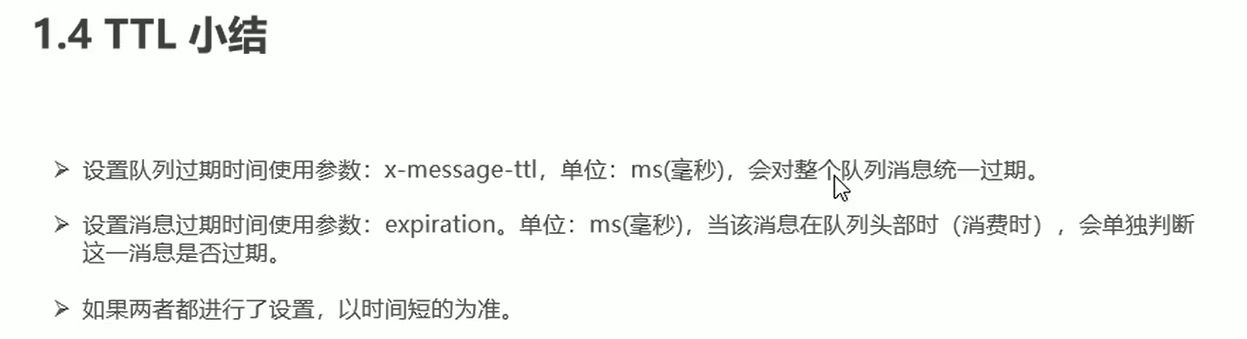 1.4 TTL 小结
➢ 设置队列过期时间使用参数：x-message-ttl，单位：ms(毫秒)，会对整个队列消息统一过期。
➢ 设置消息过期时间使用参数：expiration。单位：ms(毫秒)，当该消息在队列头部时（消费时），会单独判断
这一消息是否过期。
➢ 如果两者都进行了设置，以时间短的为准。